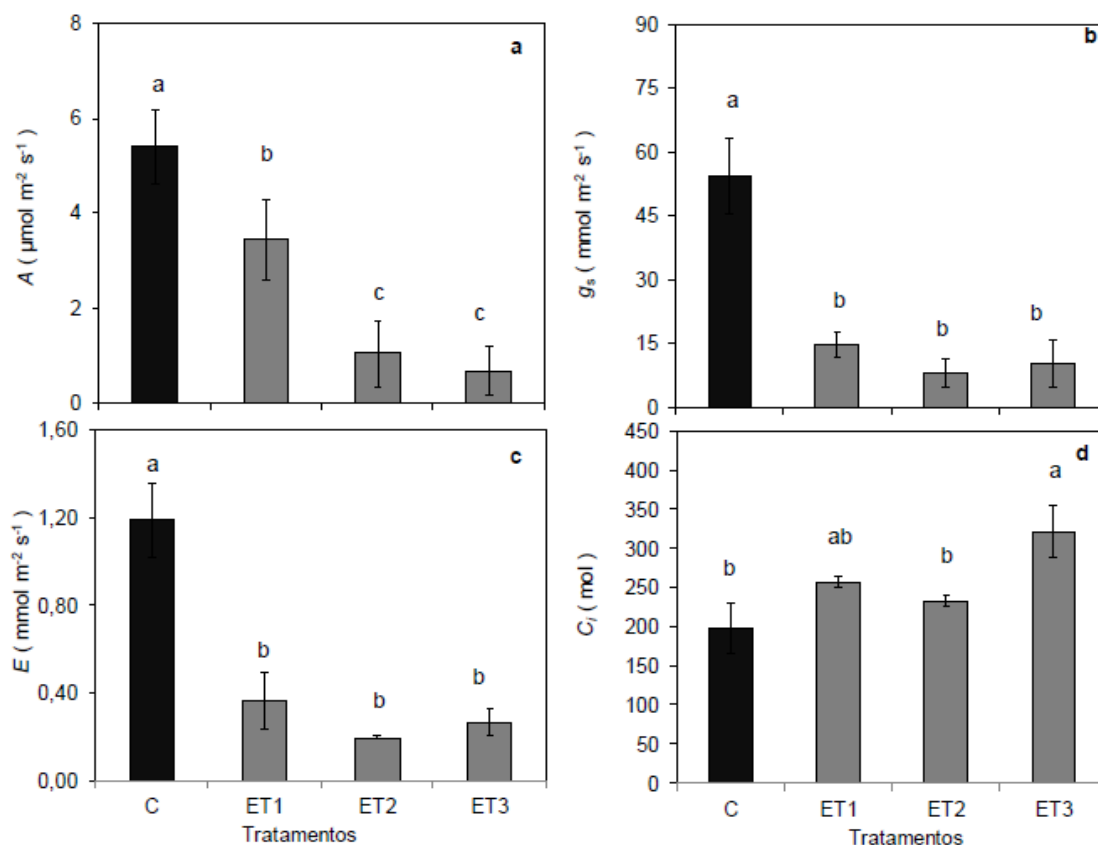 a
A ( µmol m⁻² s⁻¹ )
8
6
4
2
0
a
b
c
c
b
gₛ ( mmol m⁻² s⁻¹ )
90
75
60
45
30
15
0
a
b
b
b
c
E ( mmol m⁻² s⁻¹ )
1,60
1,20
0,80
0,40
0,00
a
b
b
b
C ET1 ET2 ET3
Tratamentos
d
Cᵢ ( mol )
450
400
350
300
250
200
150
100
50
0
b
ab
b
a
C ET1 ET2 ET3
Tratamentos